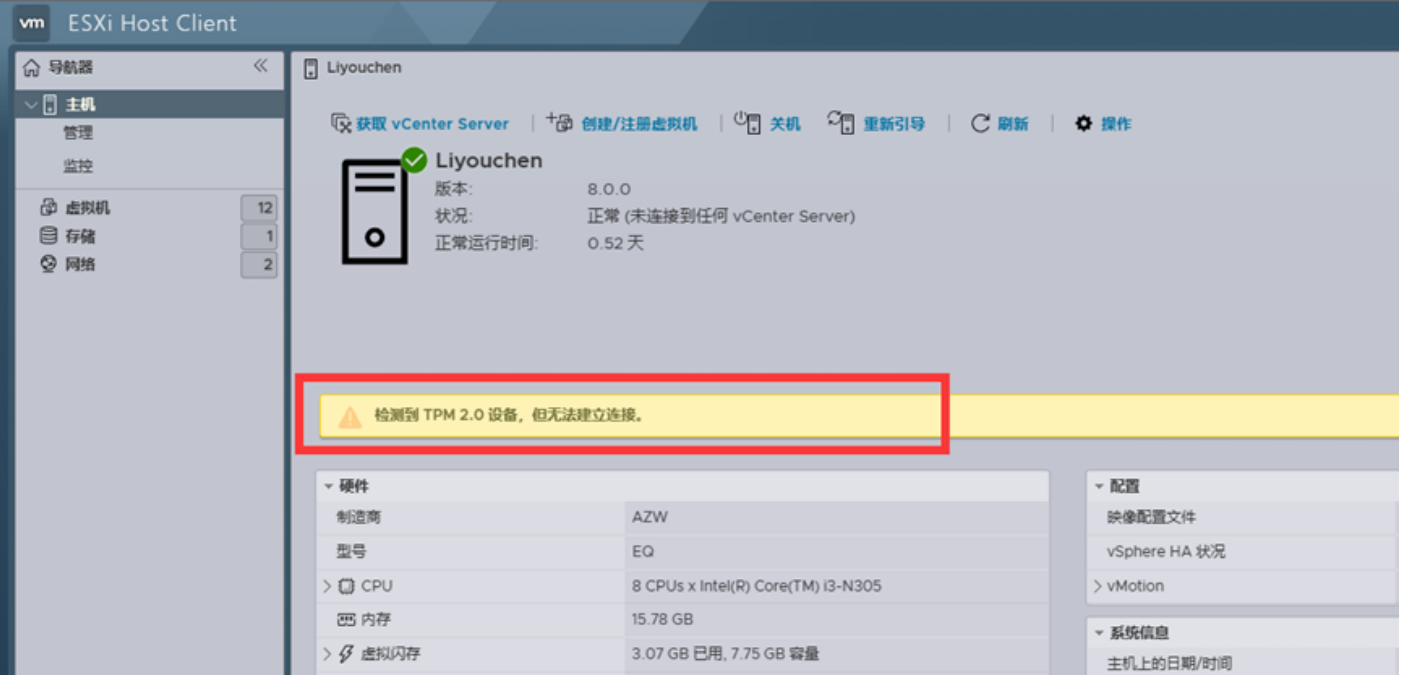 vm ESXi Host Client
导航器
主机
管理
监控
虚拟机 12
存储 1
网络 2
Liyouchen
获取 vCenter Server 创建/注册虚拟机 关机 重新引导 刷新 操作
Liyouchen
版本: 8.0.0
状况: 正常 (未连接到任何 vCenter Server)
正常运行时间: 0.52 天
检测到 TPM 2.0 设备，但无法建立连接。
硬件
制造商 AZW
型号 EQ
CPU 8 CPUs x Intel(R) Core(TM) i3-N305
内存 15.78 GB
虚拟闪存 3.07 GB 已用, 7.75 GB 容量
配置
映像配置文件
vSphere HA 状况
vMotion
系统信息
主机上的日期/时间